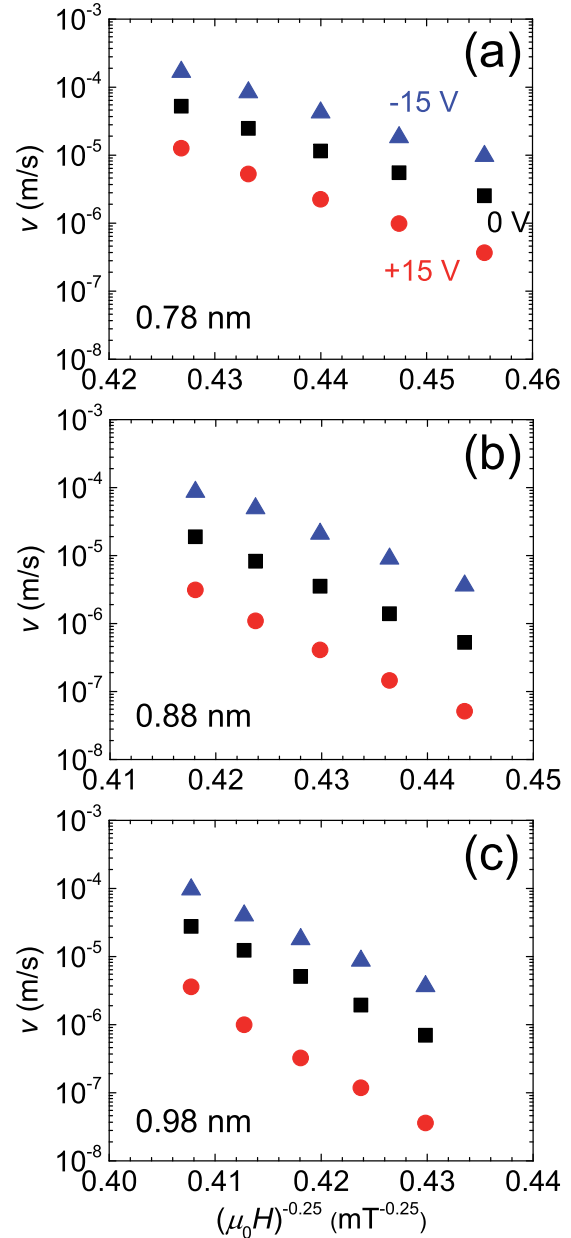 10⁻³
(a)
10⁻⁴
-15 V
10⁻⁵
v (m/s)
10⁻⁶
0 V
+15 V
10⁻⁷
0.78 nm
10⁻⁸
0.42 0.43 0.44 0.45 0.46
10⁻³
(b)
10⁻⁴
10⁻⁵
v (m/s)
10⁻⁶
10⁻⁷
0.88 nm
10⁻⁸
0.41 0.42 0.43 0.44 0.45
10⁻³
(c)
10⁻⁴
10⁻⁵
v (m/s)
10⁻⁶
10⁻⁷
0.98 nm
10⁻⁸
0.40 0.41 0.42 0.43 0.44
(μ₀H)⁻⁰·²⁵ (mT⁻⁰·²⁵)